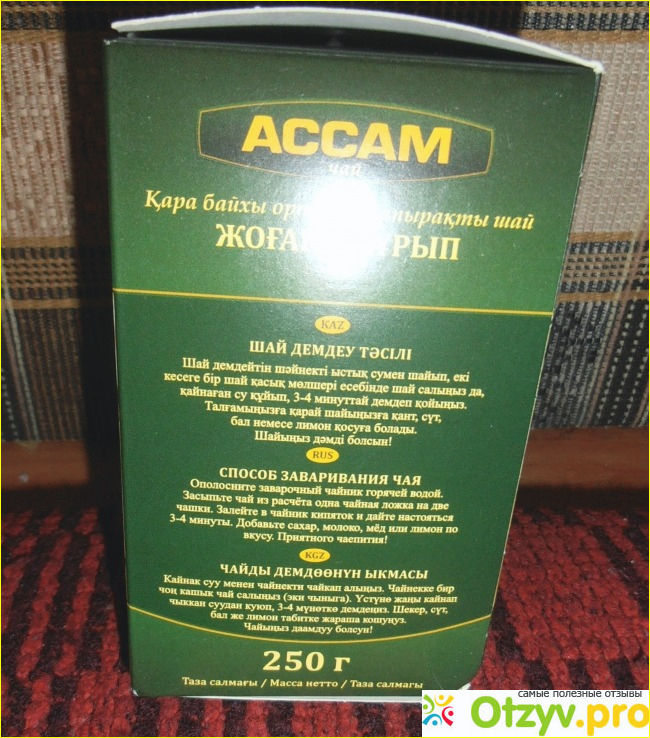 АССАМ
чай
Қара байхы жапырақты шай
ЖОҒАРЫ
KAZ
ШАЙ ДЕМДЕУ ТӘСІЛІ
Шай демдейтін шәйнекті ыстық сумен шайып, екі
кесеге бір шай қасық мөлшері есебінде шай салыңыз да,
қайнаған су құйып, 3-4 минуттай демдеп қойыңыз.
Талғамыңызға қарай шайыңызға қант, сүт,
бал немесе лимон қосуға болады.
Шайыңыз дәмді болсын!
RUS
СПОСОБ ЗАВАРИВАНИЯ ЧАЯ
Ополосните заварочный чайник горячей водой.
Засыпьте чай из расчёта одна чайная ложка на две
чашки. Залейте в чайник кипяток и дайте настояться
3-4 минуты. Добавьте сахар, молоко, мёд или лимон по
вкусу. Приятного чаепития!
KGZ
ЧАЙДЫ ДЕМДӨӨНҮН ЫКМАСЫ
Кайнак суу менен чайнекти чайкап алыңыз. Чайнекке бир
чоң кашык чай салыңыз (эки чыныга). Үстүнө жаңы кайнап
чыккан суудан куюп, 3-4 мүнөткө демдеңиз. Шекер, сүт,
бал же лимон табитке жараша кошуңуз.
Чайыңыз даамдуу болсун!
250 г
Таза салмағы / Масса нетто / Таза салмагы
самые полезные отзывы
Otzyv.pro